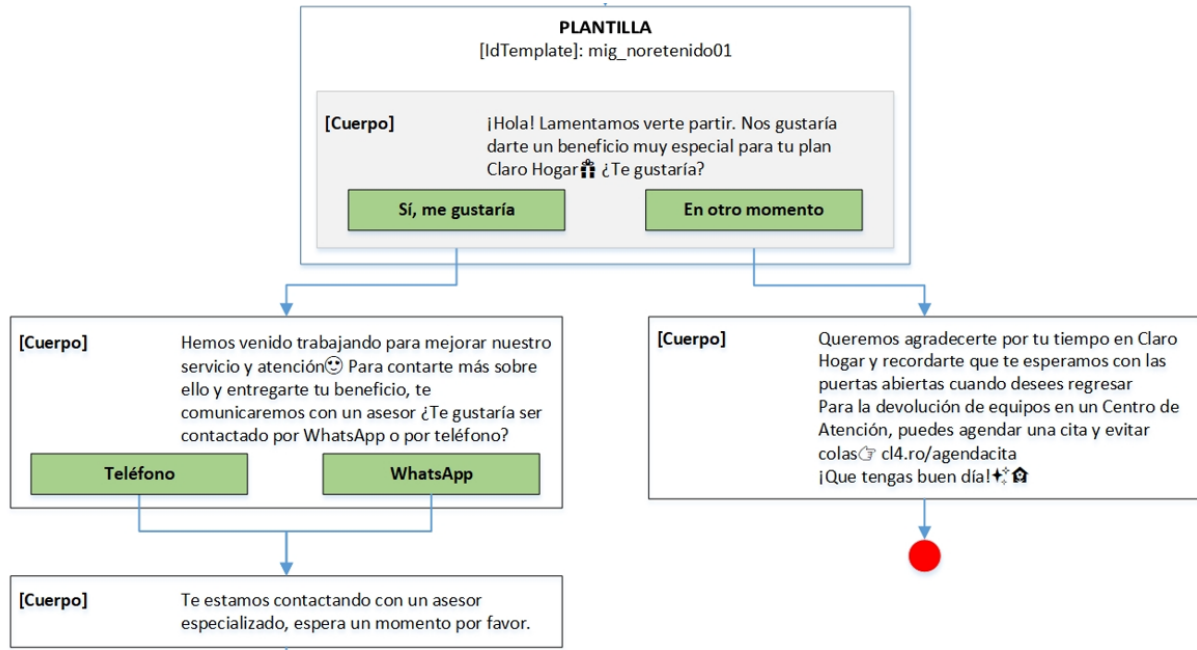 PLANTILLA
[IdTemplate]: mig_noretenido01
[Cuerpo]
¡Hola! Lamentamos verte partir. Nos gustaría
darte un beneficio muy especial para tu plan
Claro Hogar🎁 ¿Te gustaría?
Sí, me gustaría
En otro momento
[Cuerpo]
Hemos venido trabajando para mejorar nuestro
servicio y atención😊 Para contarte más sobre
ello y entregarte tu beneficio, te
comunicaremos con un asesor ¿Te gustaría ser
contactado por WhatsApp o por teléfono?
Teléfono
WhatsApp
[Cuerpo]
Queremos agradecerte por tu tiempo en Claro
Hogar y recordarte que te esperamos con las
puertas abiertas cuando desees regresar
Para la devolución de equipos en un Centro de
Atención, puedes agendar una cita y evitar
colas👉 cl4.ro/agendacita
¡Que tengas buen día!✨🏠
[Cuerpo]
Te estamos contactando con un asesor
especializado, espera un momento por favor.